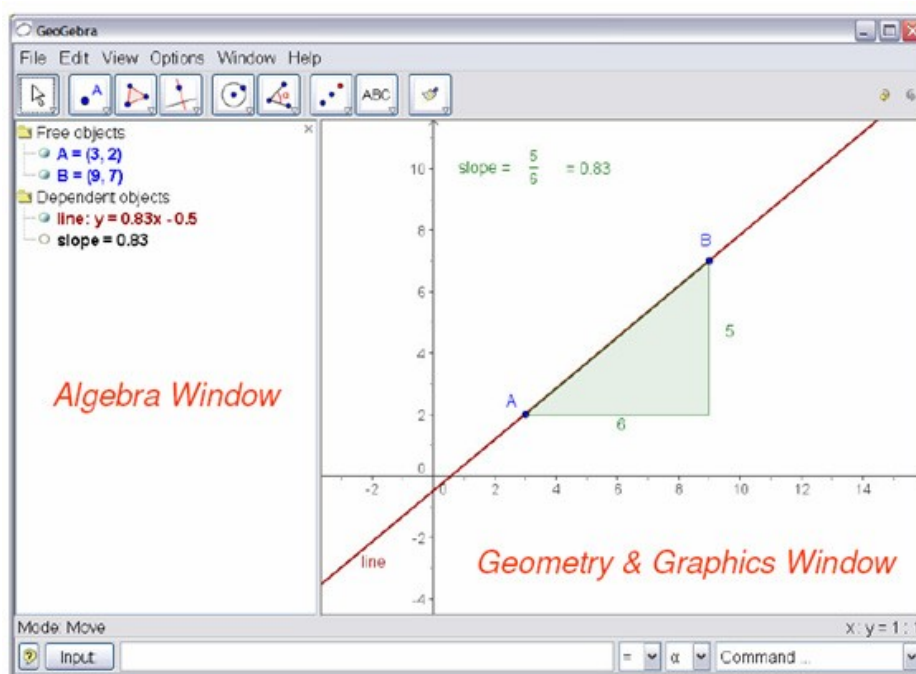 GeoGebra
File Edit View Options Window Help
A
α
ABC
Free objects
A = (3, 2)
B = (9, 7)
Dependent objects
line: y = 0.83x - 0.5
slope = 0.83
Algebra Window
slope = 5/6 = 0.83
10
8
6
4
2
0
-2
-4
-2 0 2 4 6 8 10 12 14
A
B
5
6
line
Geometry & Graphics Window
Mode: Move
x : y = 1 :
Input:
= α Command ...